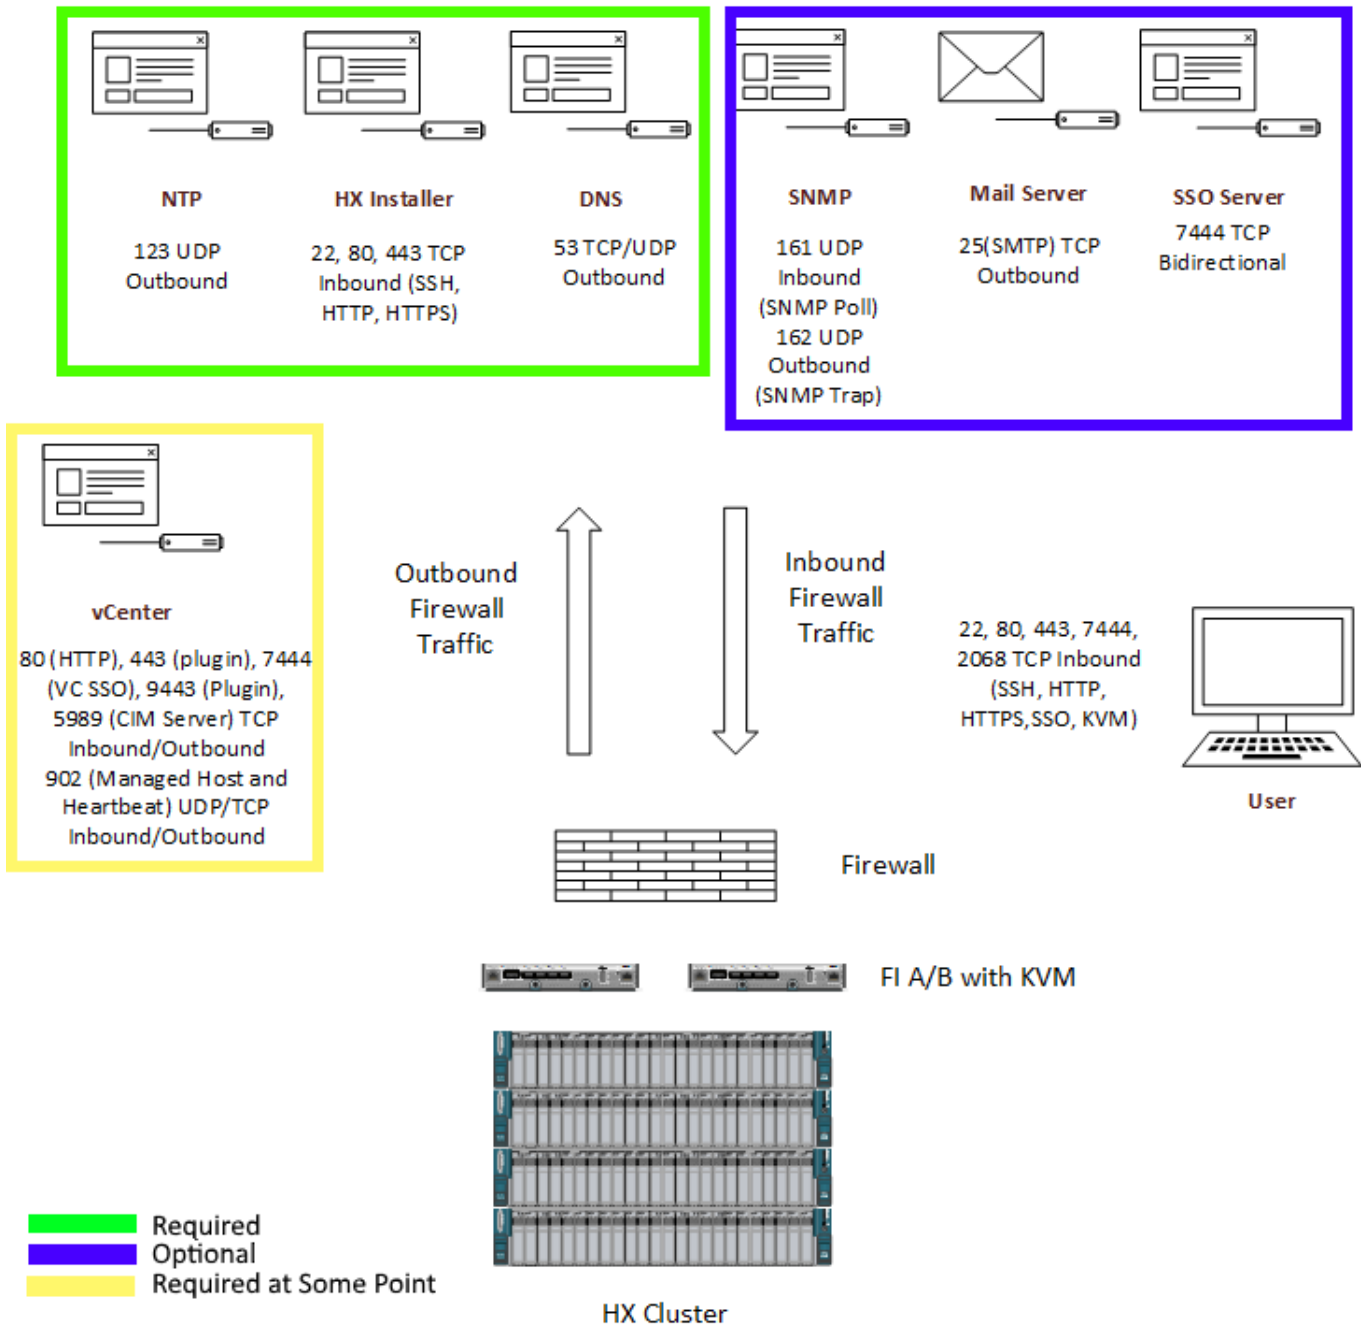 NTP
123 UDP
Outbound
HX Installer
22, 80, 443 TCP
Inbound (SSH,
HTTP, HTTPS)
DNS
53 TCP/UDP
Outbound
SNMP
161 UDP
Inbound
(SNMP Poll)
162 UDP
Outbound
(SNMP Trap)
Mail Server
25(SMTP) TCP
Outbound
SSO Server
7444 TCP
Bidirectional
vCenter
80 (HTTP), 443 (plugin), 7444
(VC SSO), 9443 (Plugin),
5989 (CIM Server) TCP
Inbound/Outbound
902 (Managed Host and
Heartbeat) UDP/TCP
Inbound/Outbound
Outbound
Firewall
Traffic
Inbound
Firewall
Traffic
22, 80, 443, 7444,
2068 TCP Inbound
(SSH, HTTP,
HTTPS,SSO, KVM)
User
Firewall
FI A/B with KVM
Required
Optional
Required at Some Point
HX Cluster